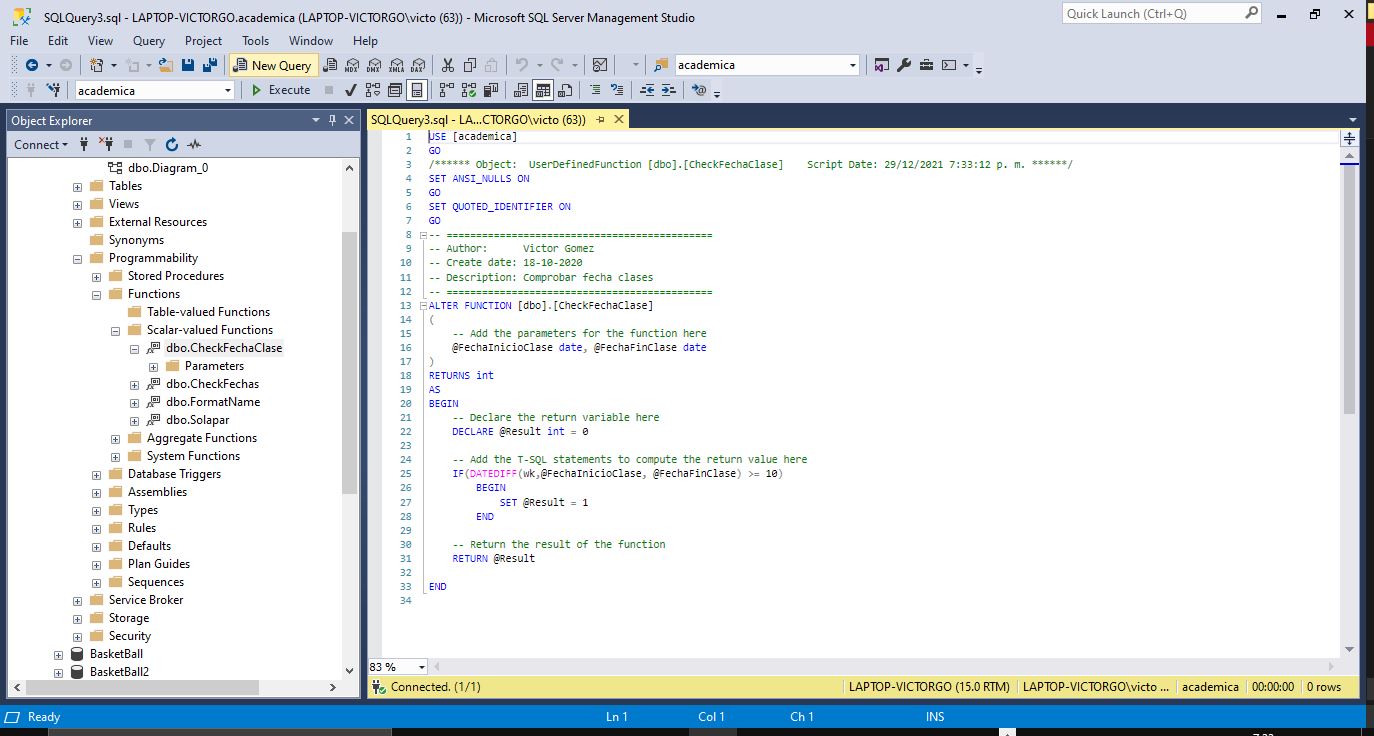 SQLQuery3.sql - LAPTOP-VICTORGO.academica (LAPTOP-VICTORGO\victo (63)) - Microsoft SQL Server Management Studio
Quick Launch (Ctrl+Q)
File Edit View Query Project Tools Window Help
New Query MDX DMX XMLA DAX academica
academica Execute
Object Explorer
Connect
dbo.Diagram_0
Tables
Views
External Resources
Synonyms
Programmability
Stored Procedures
Functions
Table-valued Functions
Scalar-valued Functions
dbo.CheckFechaClase
Parameters
dbo.CheckFechas
dbo.FormatName
dbo.Solapar
Aggregate Functions
System Functions
Database Triggers
Assemblies
Types
Rules
Defaults
Plan Guides
Sequences
Service Broker
Storage
Security
BasketBall
BasketBall2
SQLQuery3.sql - LA...CTORGO\victo (63))
1 USE [academica]
2 GO
3 /****** Object:  UserDefinedFunction [dbo].[CheckFechaClase]    Script Date: 29/12/2021 7:33:12 p. m. ******/
4 SET ANSI_NULLS ON
5 GO
6 SET QUOTED_IDENTIFIER ON
7 GO
8 -- =============================================
9 -- Author:      Victor Gomez
10 -- Create date: 18-10-2020
11 -- Description: Comprobar fecha clases
12 -- =============================================
13 ALTER FUNCTION [dbo].[CheckFechaClase]
14 (
15     -- Add the parameters for the function here
16     @FechaInicioClase date, @FechaFinClase date
17 )
18 RETURNS int
19 AS
20 BEGIN
21     -- Declare the return variable here
22     DECLARE @Result int = 0
23
24     -- Add the T-SQL statements to compute the return value here
25     IF(DATEDIFF(wk,@FechaInicioClase, @FechaFinClase) >= 10)
26         BEGIN
27             SET @Result = 1
28         END
29
30     -- Return the result of the function
31     RETURN @Result
32
33 END
34
83 %
Connected. (1/1) LAPTOP-VICTORGO (15.0 RTM) LAPTOP-VICTORGO\victo ... academica 00:00:00 0 rows
Ready Ln 1 Col 1 Ch 1 INS